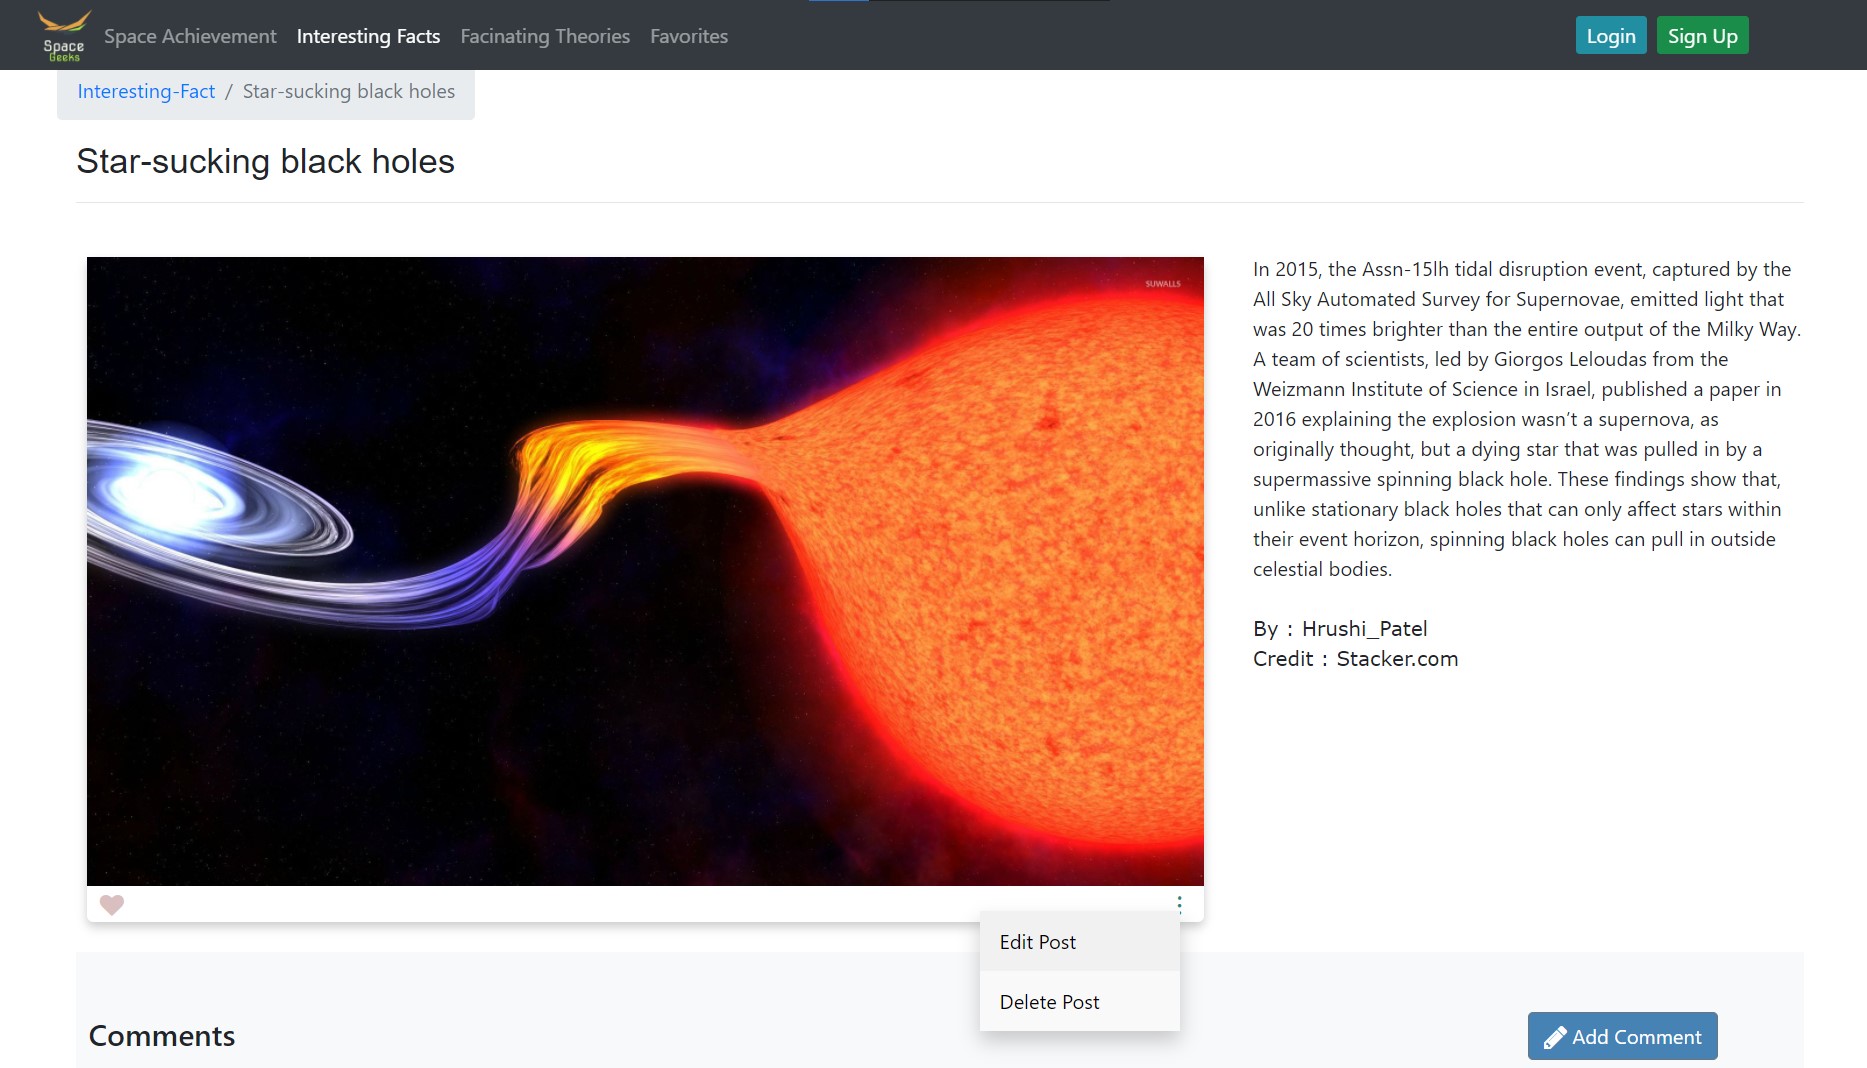 Space Geeks
Space Achievement Interesting Facts Facinating Theories Favorites Login Sign Up
Interesting-Fact / Star-sucking black holes
Star-sucking black holes
SUWALLS
In 2015, the Assn-15lh tidal disruption event, captured by the
All Sky Automated Survey for Supernovae, emitted light that
was 20 times brighter than the entire output of the Milky Way.
A team of scientists, led by Giorgos Leloudas from the
Weizmann Institute of Science in Israel, published a paper in
2016 explaining the explosion wasn’t a supernova, as
originally thought, but a dying star that was pulled in by a
supermassive spinning black hole. These findings show that,
unlike stationary black holes that can only affect stars within
their event horizon, spinning black holes can pull in outside
celestial bodies.
By : Hrushi_Patel
Credit : Stacker.com
Edit Post
Delete Post
Comments
Add Comment